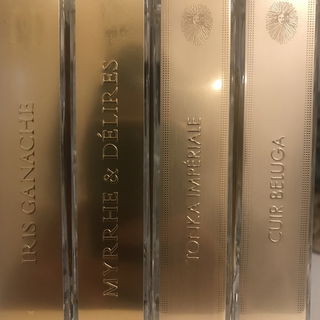 IRIS GANACHE
MYRRHE & DÉLIRES
TONKA IMPÉRIALE
CUIR BELUGA